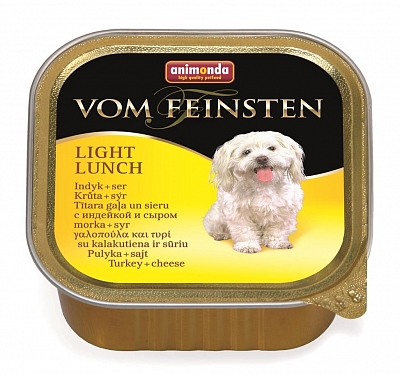 animonda
high quality petfood
VOM FEINSTEN
LIGHT
LUNCH
Indyk+ser
Krůta+sýr
Tītara gaļa un sieru
с индейкой и сыром
morka+syr
γαλοπούλα και τυρί
su kalakutiena ir sūriu
Pulyka+sajt
Turkey+cheese